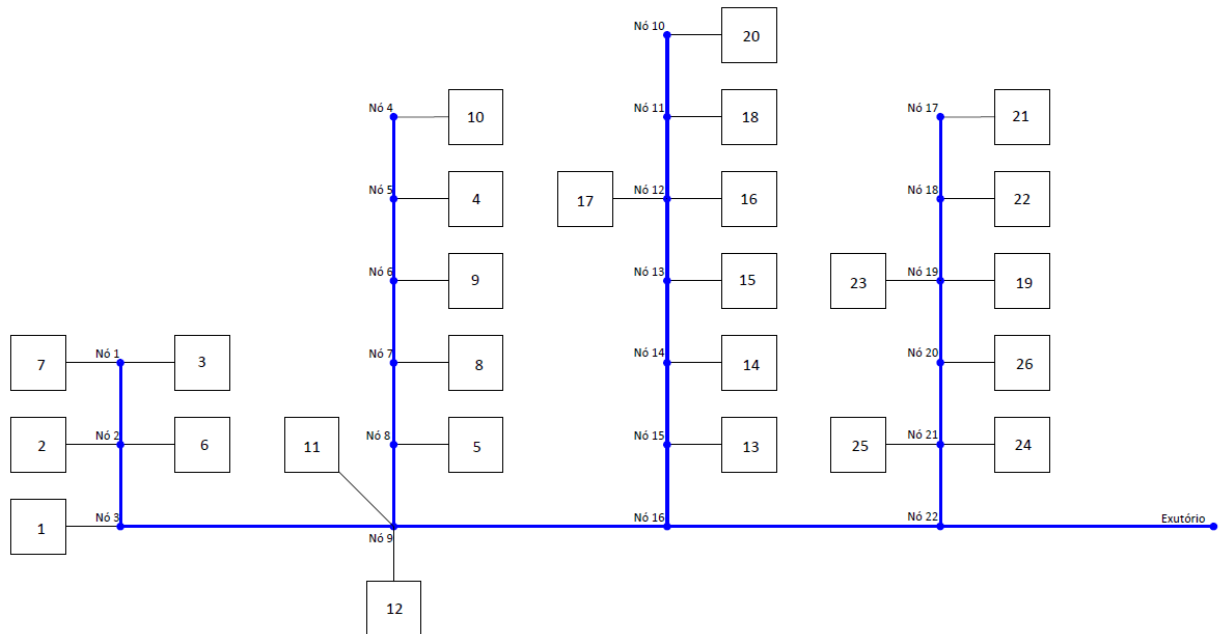 Nó 10
20
Nó 4
10
Nó 11
18
Nó 17
21
Nó 5
4
17
Nó 12
16
Nó 18
22
Nó 6
9
Nó 13
15
23
Nó 19
19
7
Nó 1
3
Nó 7
8
Nó 14
14
Nó 20
26
2
Nó 2
6
11
Nó 8
5
Nó 15
13
25
Nó 21
24
1
Nó 3
Nó 9
Nó 16
Nó 22
Exutório
12